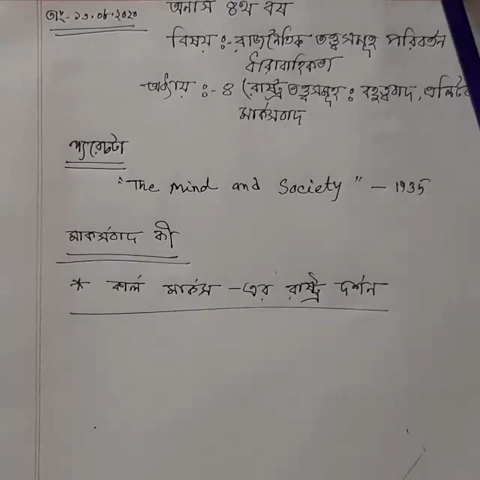 তাং-১৩.০৮.২০২০
অনার্স ৪র্থ বর্ষ
বিষয় :- রাজনৈতিক তত্ত্বসমূহ পরিবর্তন
ধারাবাহিকতা
অধ্যায় :- ৪ (রাষ্ট্র তত্ত্বসমূহ : বহুত্ববাদ, এলিট
মার্কসবাদ
প্যারেটো
"The mind and Society" – 1935
মার্কসবাদ কী
* কার্ল মার্কস -এর রাষ্ট্র দর্শন